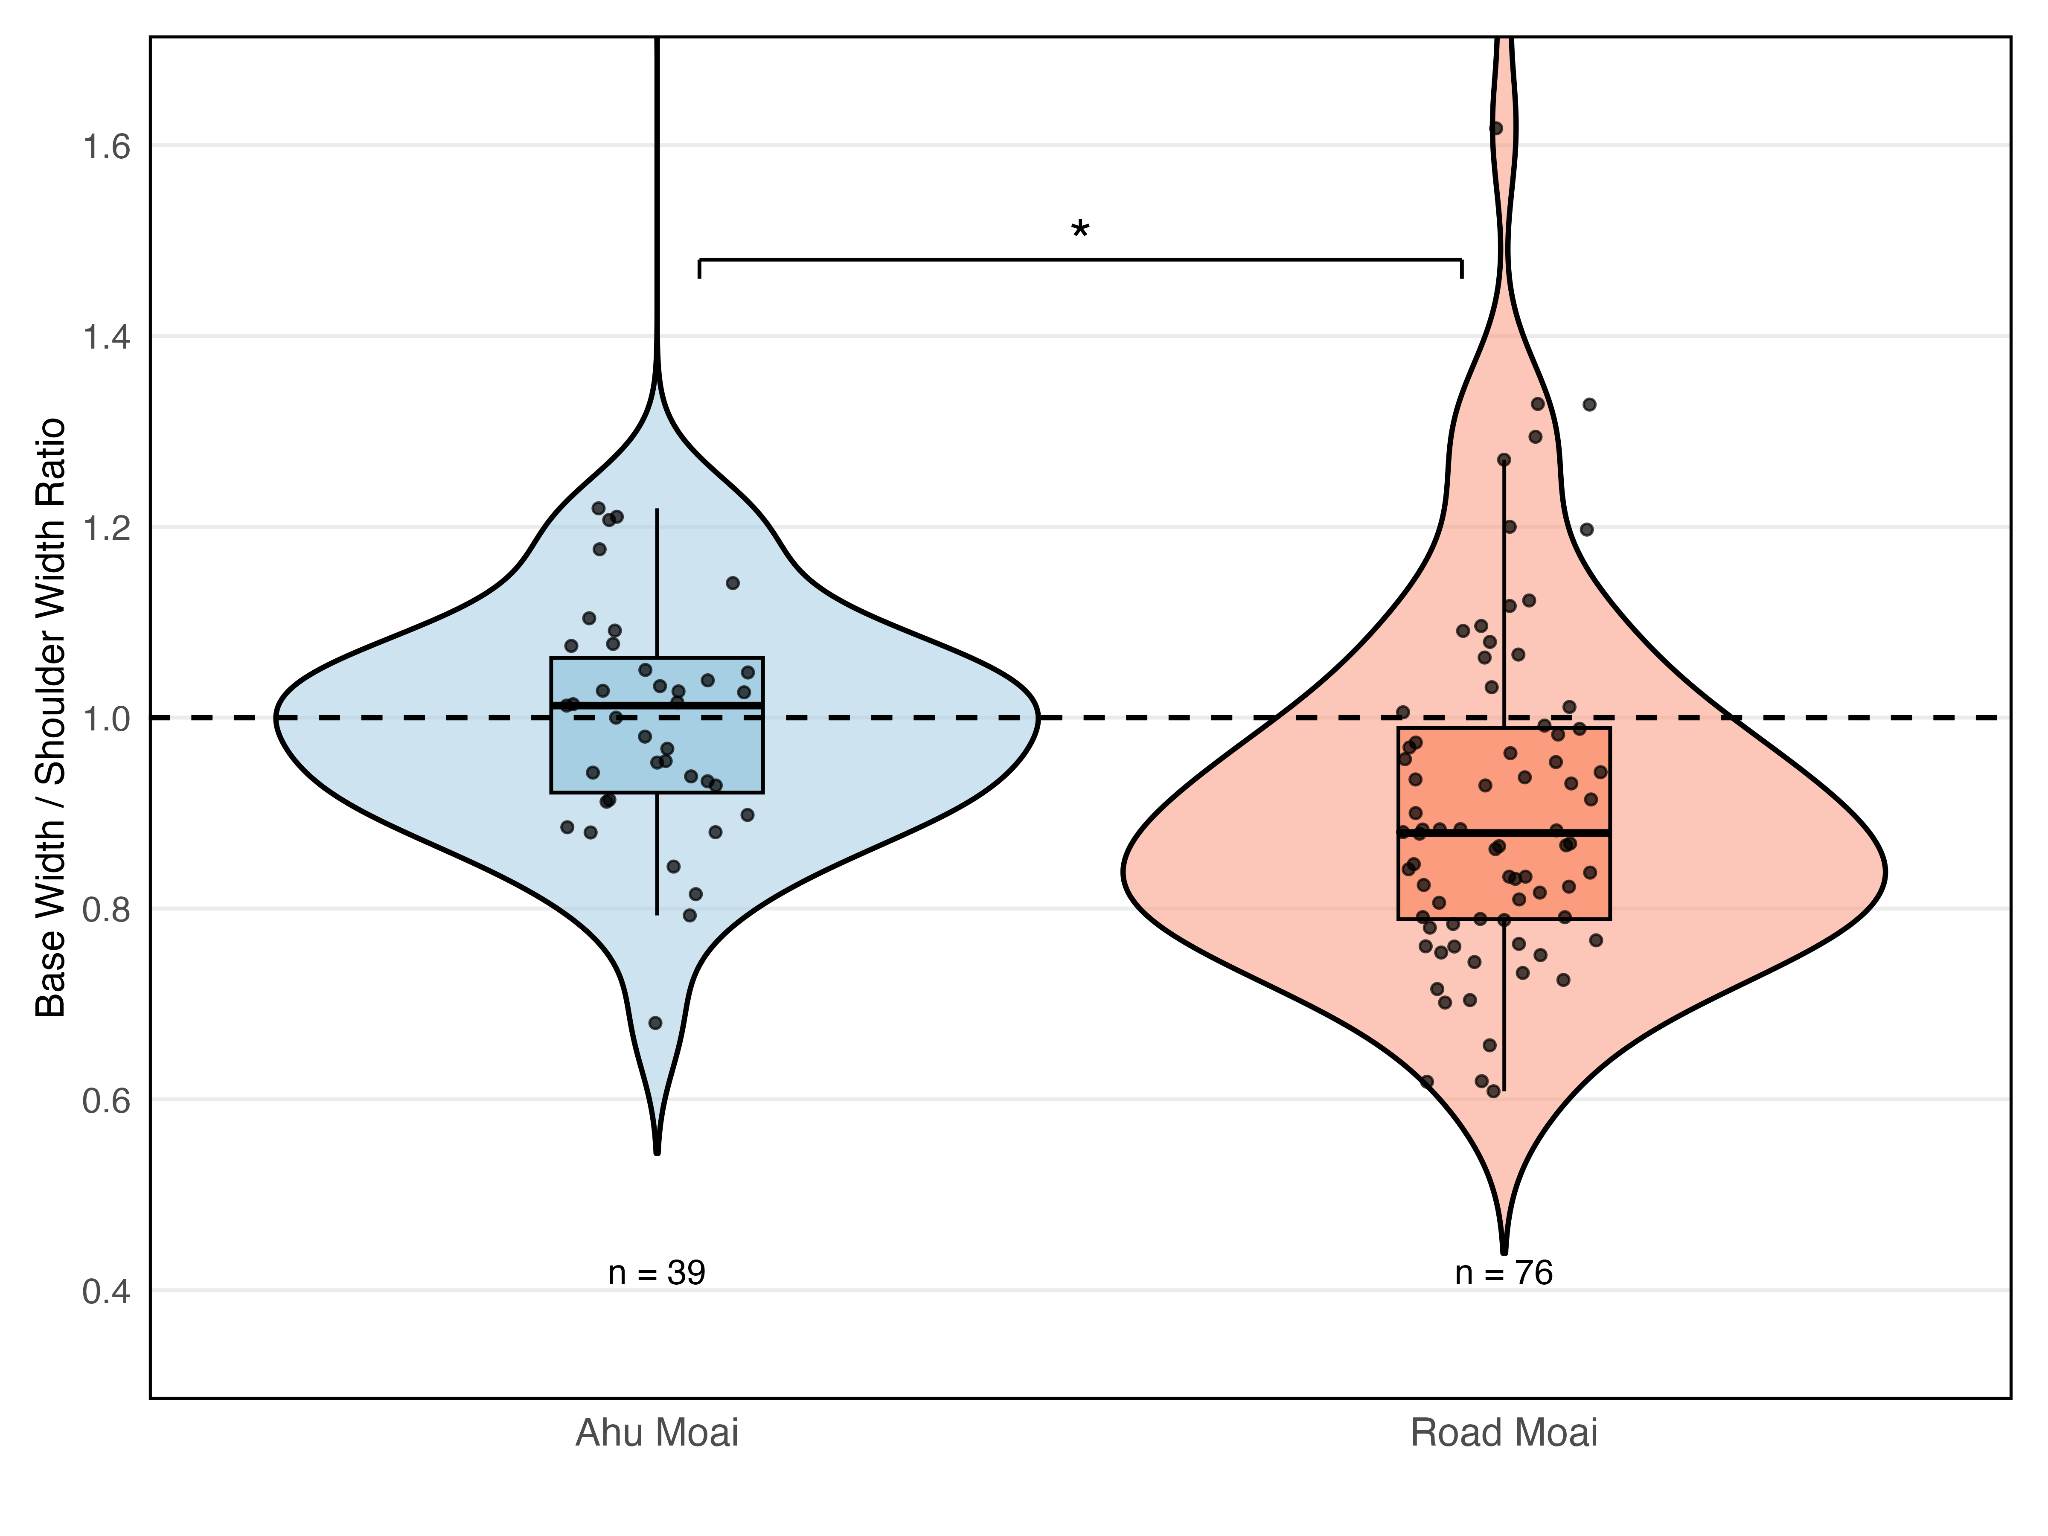 Base Width / Shoulder Width Ratio
1.6
1.4
1.2
1.0
0.8
0.6
0.4
*
n = 39
n = 76
Ahu Moai
Road Moai